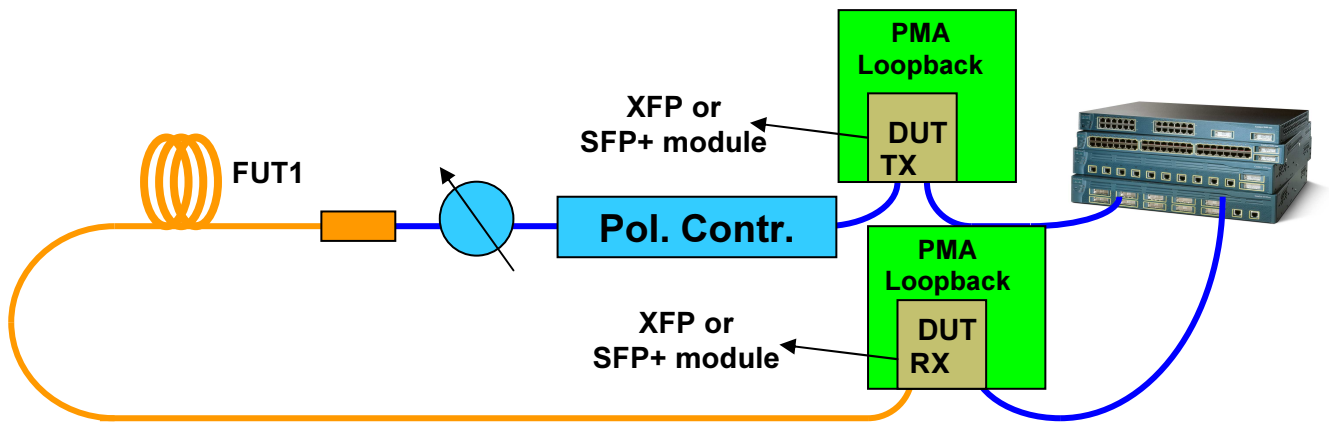 PMA
Loopback
XFP or
SFP+ module
DUT
TX
FUT1
Pol. Contr.
PMA
Loopback
XFP or
SFP+ module
DUT
RX